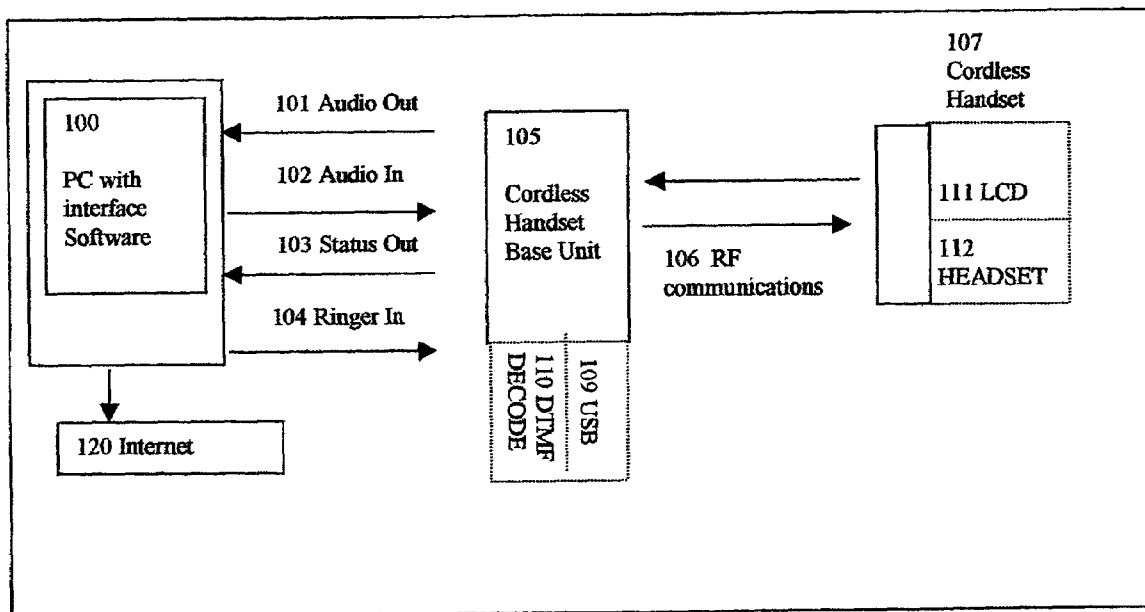 107
Cordless
Handset
100
PC with
interface
Software
101 Audio Out
102 Audio In
103 Status Out
104 Ringer In
105
Cordless
Handset
Base Unit
106 RF
communications
111 LCD
112
HEADSET
109 USB
110 DTMF
DECODE
120 Internet